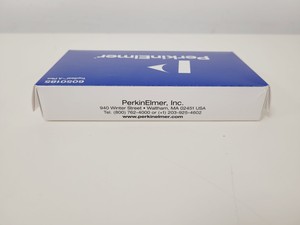 PerkinElmer
6050195
PerkinElmer, Inc.
940 Winter Street • Waltham, MA 02451 USA
Tel: (800) 762-4000 or (+1) 203-925-4602
www.perkinelmer.com